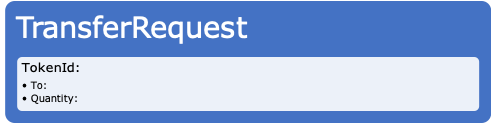 TransferRequest
TokenId:
• To:
• Quantity: